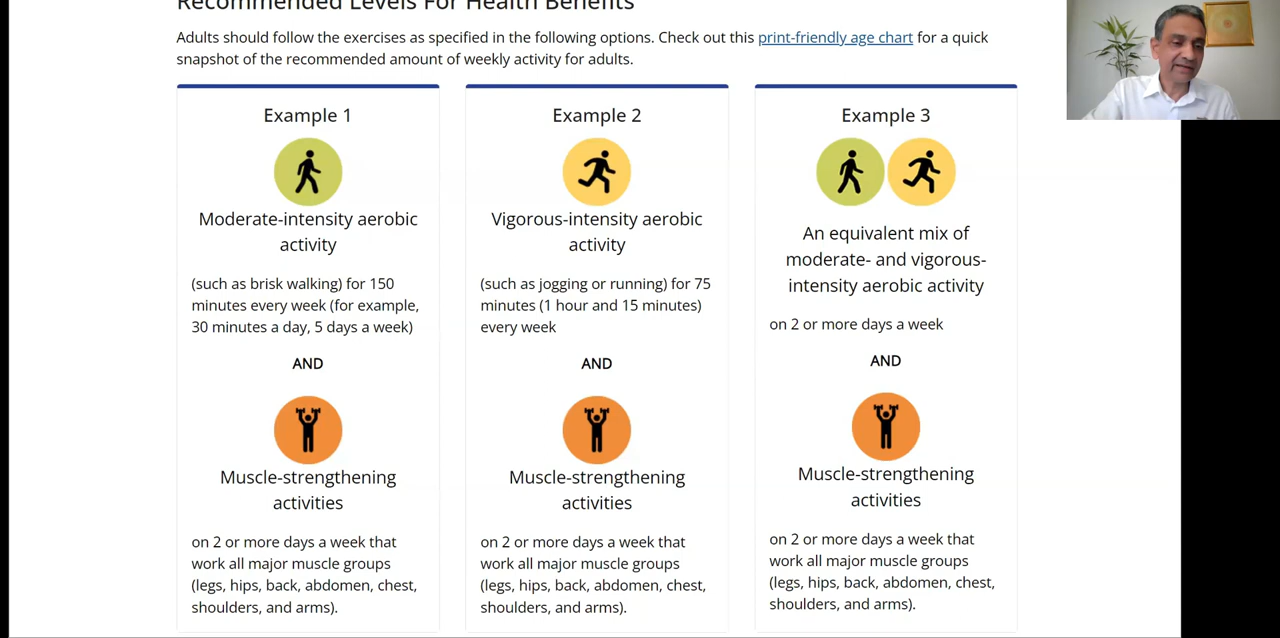 Recommended Levels For Health Benefits
Adults should follow the exercises as specified in the following options. Check out this print-friendly age chart for a quick
snapshot of the recommended amount of weekly activity for adults.
Example 1
Moderate-intensity aerobic
activity
(such as brisk walking) for 150
minutes every week (for example,
30 minutes a day, 5 days a week)
AND
Muscle-strengthening
activities
on 2 or more days a week that
work all major muscle groups
(legs, hips, back, abdomen, chest,
shoulders, and arms).
Example 2
Vigorous-intensity aerobic
activity
(such as jogging or running) for 75
minutes (1 hour and 15 minutes)
every week
AND
Muscle-strengthening
activities
on 2 or more days a week that
work all major muscle groups
(legs, hips, back, abdomen, chest,
shoulders, and arms).
Example 3
An equivalent mix of
moderate- and vigorous-
intensity aerobic activity
on 2 or more days a week
AND
Muscle-strengthening
activities
on 2 or more days a week that
work all major muscle groups
(legs, hips, back, abdomen, chest,
shoulders, and arms).